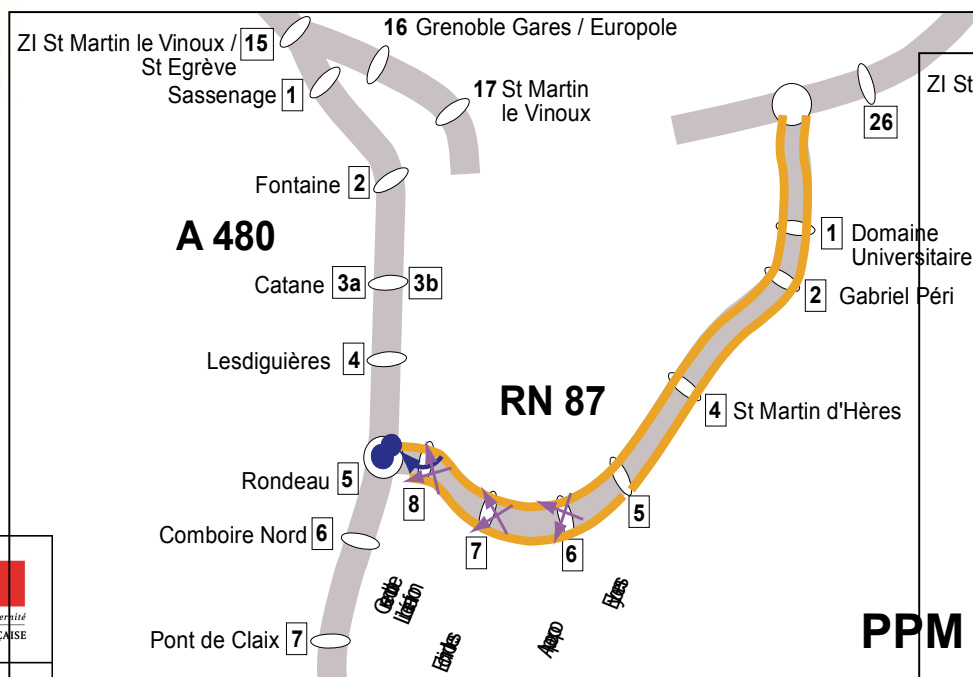 ZI St Martin le Vinoux / 15
St Egrève
16 Grenoble Gares / Europole
Sassenage 1
17 St Martin
le Vinoux
ZI St
26
Fontaine 2
A 480
1 Domaine
Universitaire
Catane 3a 3b
2 Gabriel Péri
Lesdiguières 4
RN 87
4 St Martin d'Hères
Rondeau 5
8
5
Comboire Nord 6
7
6
ernité
ÇAISE
Pont de Claix 7
PPM